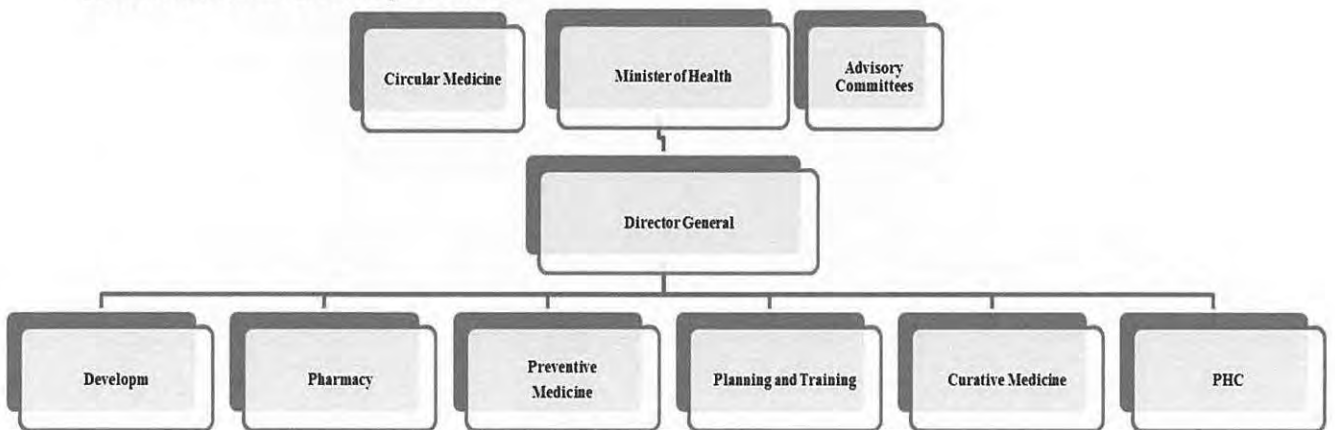 Circular Medicine
Minister of Health
Advisory
Committees
Director General
Developm
Pharmacy
Preventive
Medicine
Planning and Training
Curative Medicine
PHC